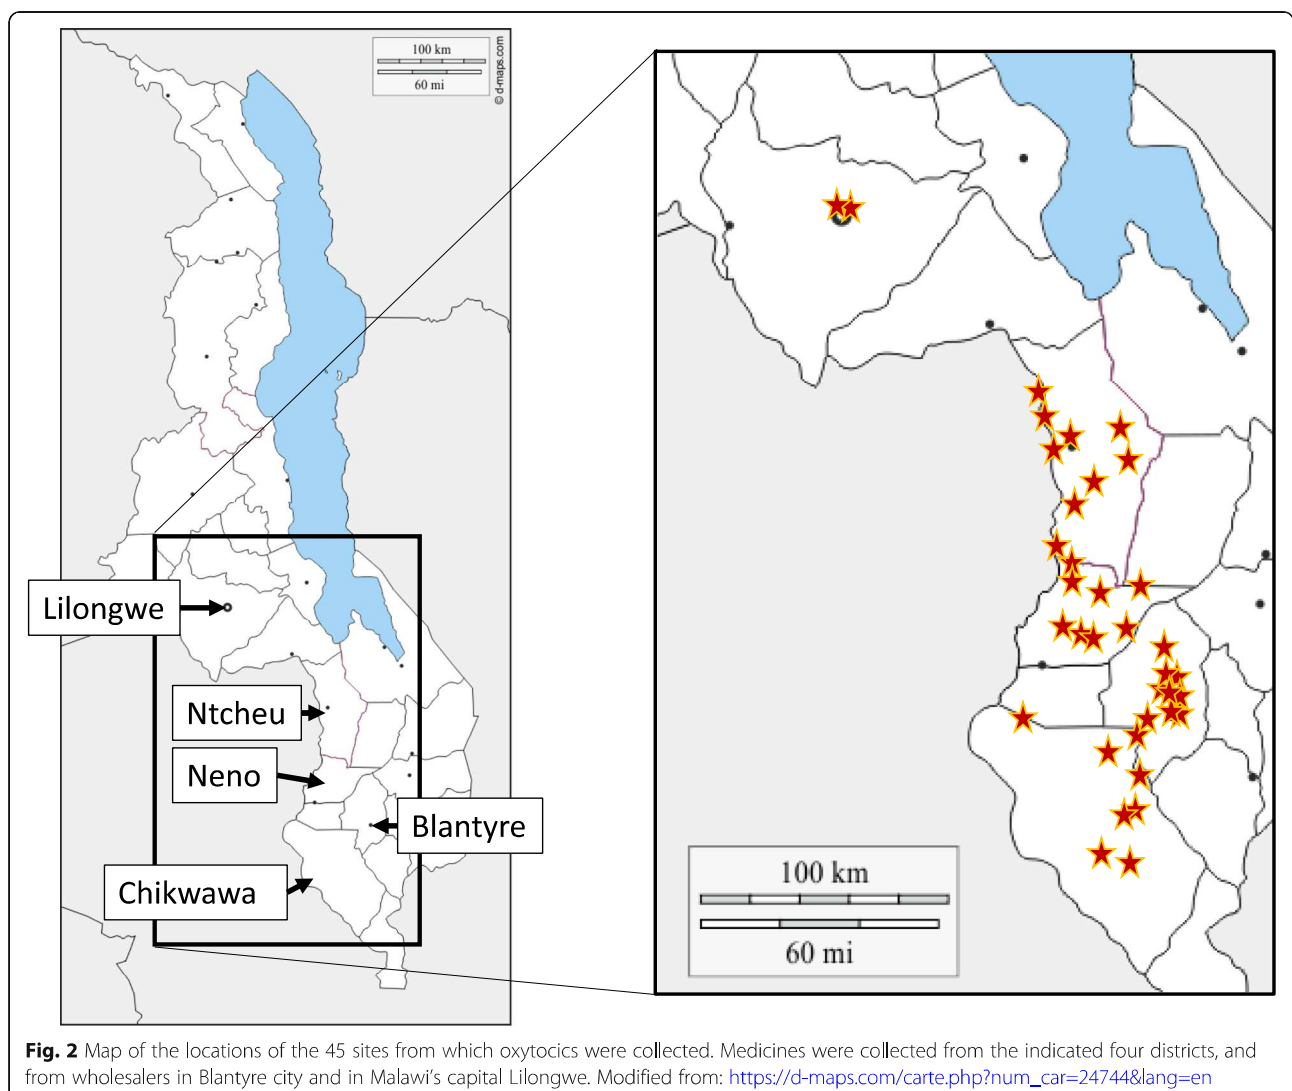 100 km
60 mi
© d-maps.com
Lilongwe
Ntcheu
Neno
Blantyre
Chikwawa
100 km
60 mi
Fig. 2 Map of the locations of the 45 sites from which oxytocics were collected. Medicines were collected from the indicated four districts, and
from wholesalers in Blantyre city and in Malawi's capital Lilongwe. Modified from: https://d-maps.com/carte.php?num_car=24744&lang=en